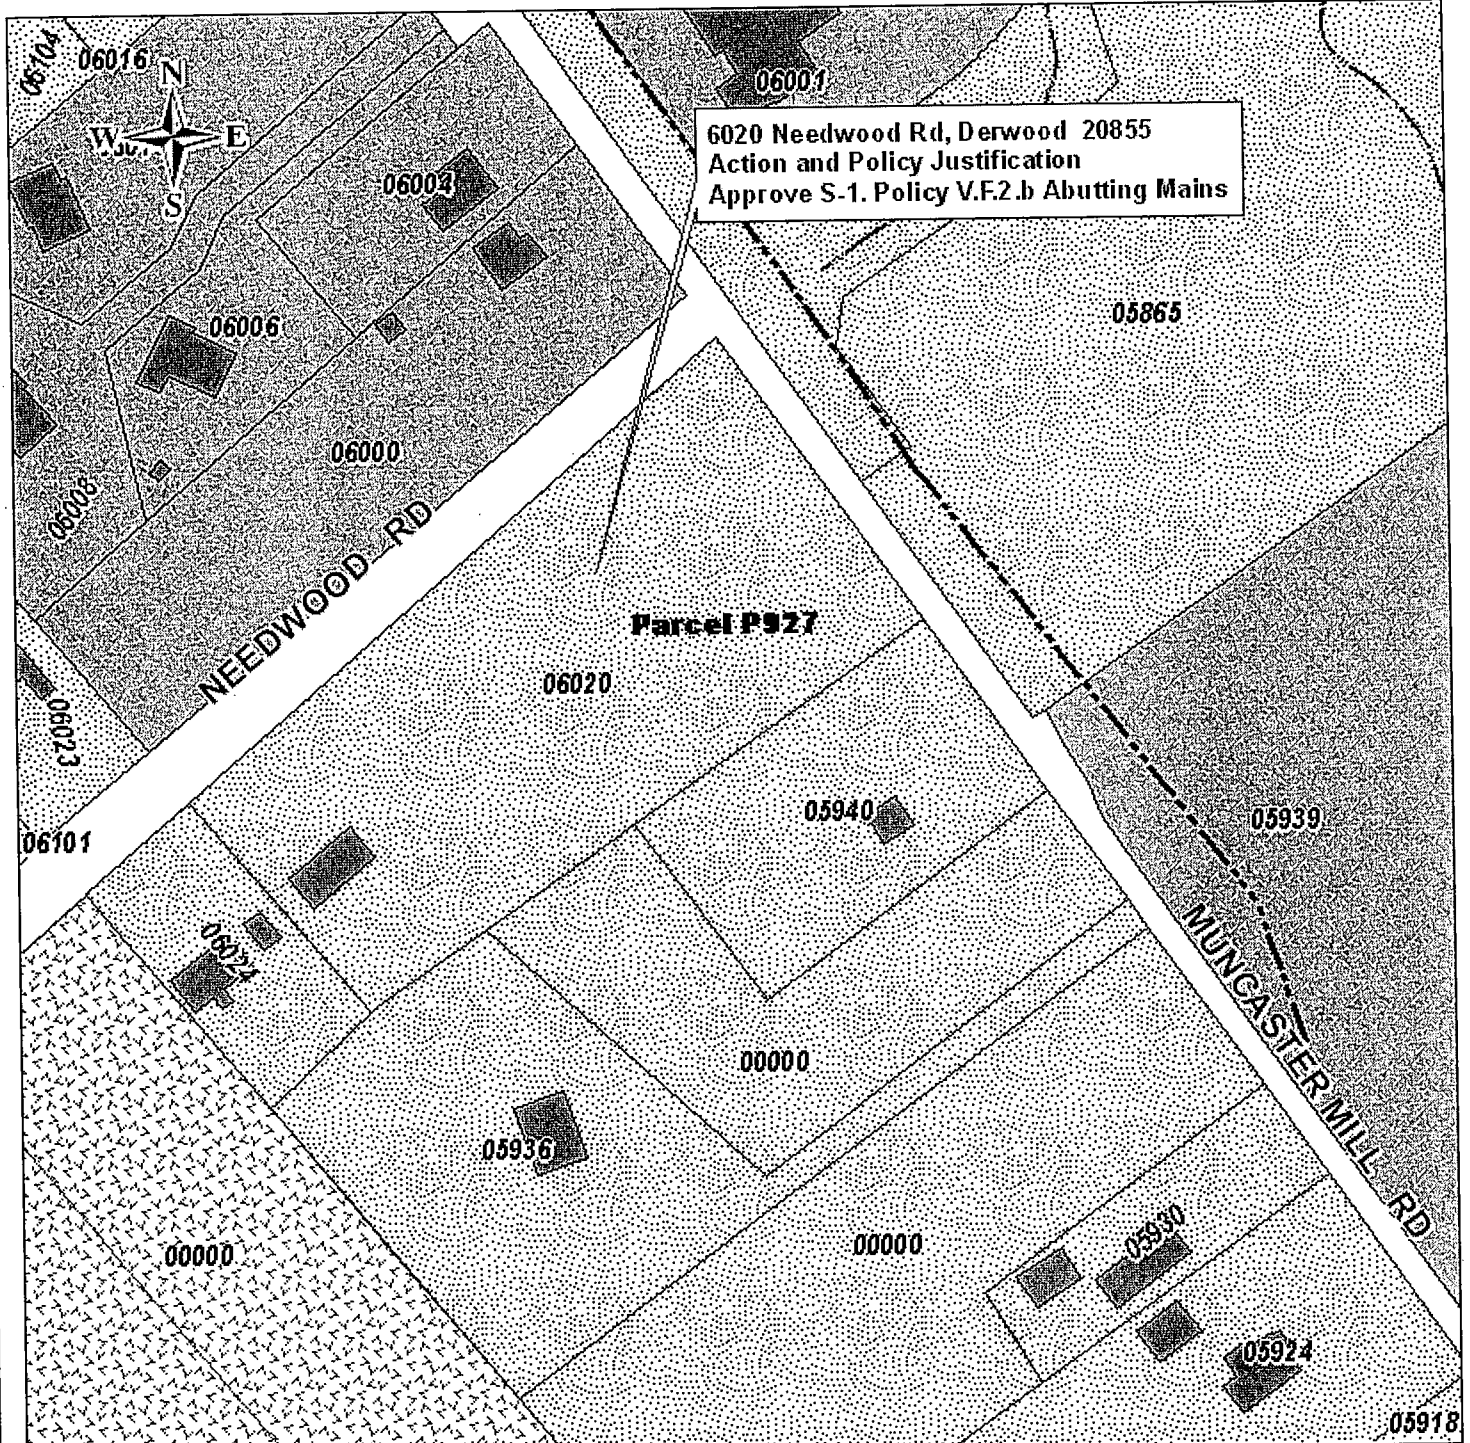 06104
06016
N
W
E
S
06001
6020 Needwood Rd, Derwood 20855
Action and Policy Justification
Approve S-1. Policy V.F.2.b Abutting Mains
06004
06006
05865
06000
06008
NEEDWOOD RD
Parcel P927
06020
06023
06101
05940
05939
06024
MUNCASTER MILL RD
00000
05936
00000
00000
05930
05924
05918